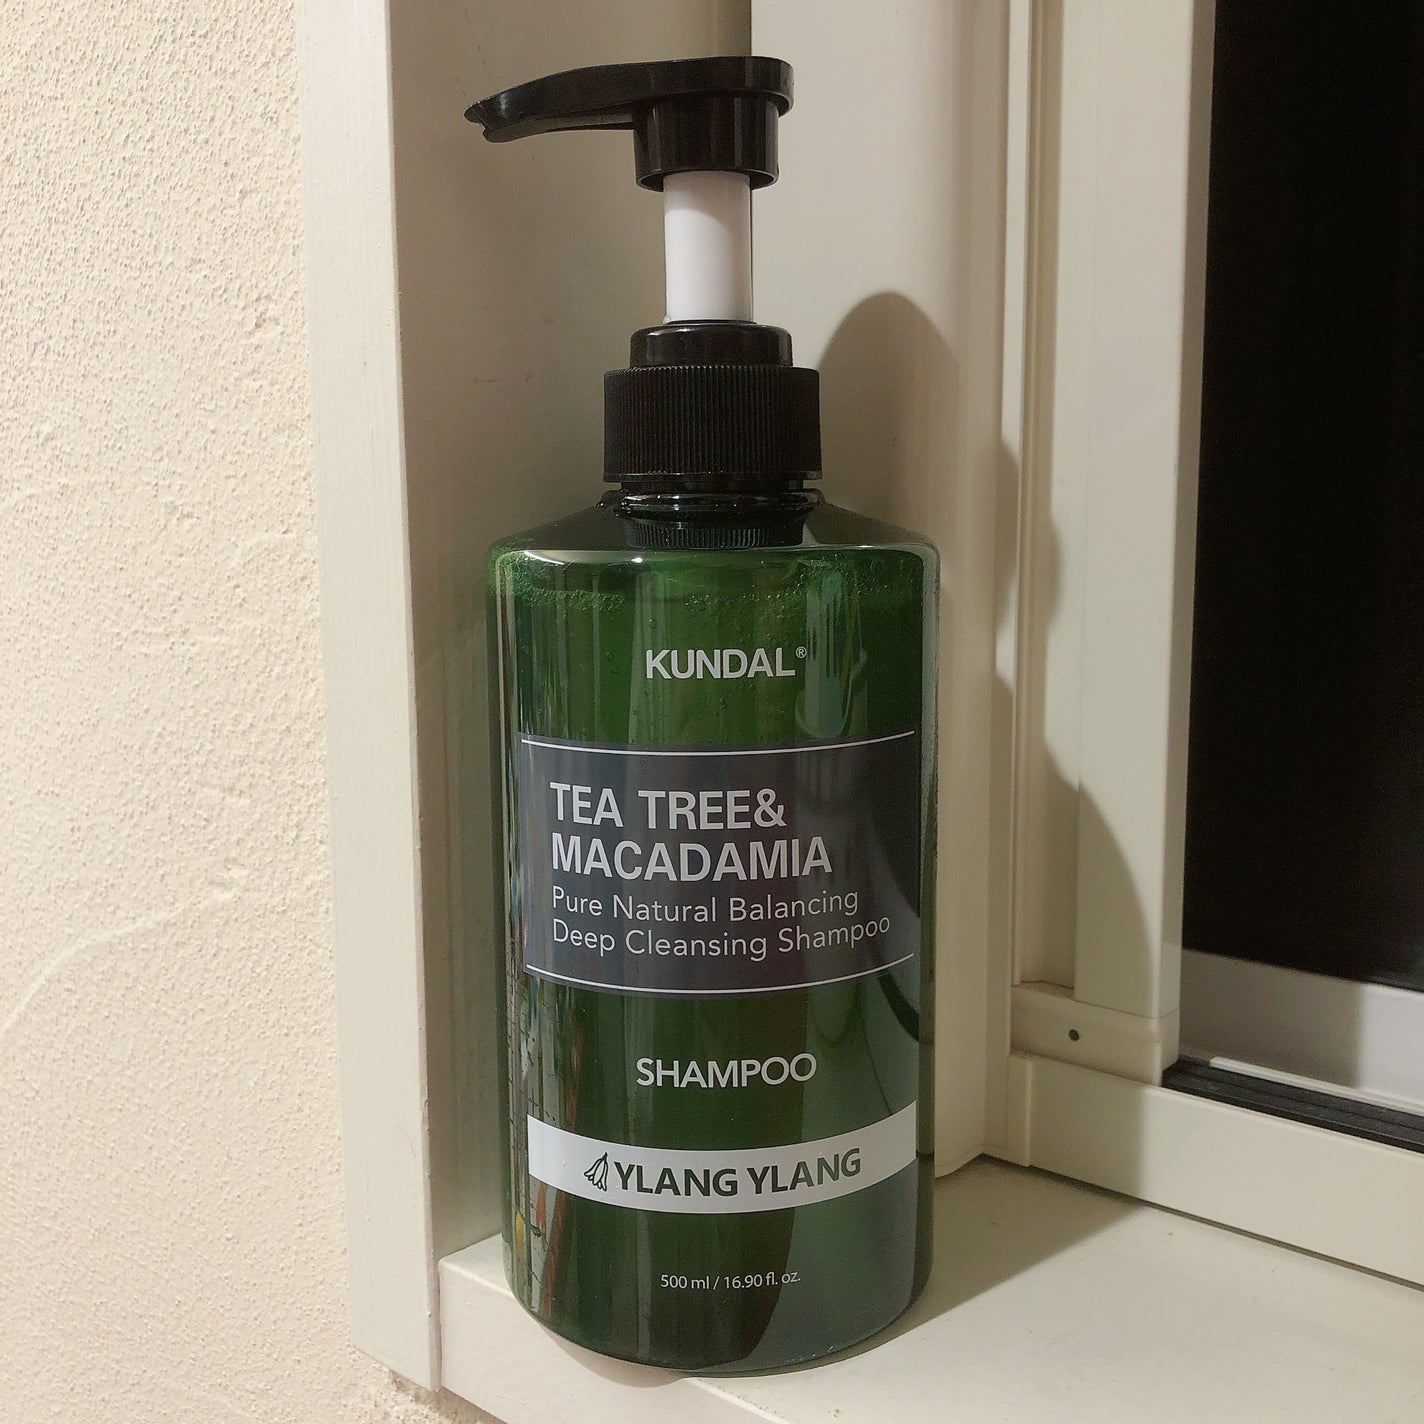 KUNDAL®
TEA TREE&
MACADAMIA
Pure Natural Balancing
Deep Cleansing Shampoo
SHAMPOO
YLANG YLANG
500 ml / 16.90 fl. oz.